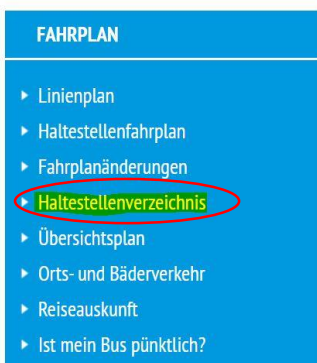 FAHRPLAN
Linienplan
Haltestellenfahrplan
Fahrplanänderungen
Haltestellenverzeichnis
Übersichtsplan
Orts- und Bäderverkehr
Reiseauskunft
Ist mein Bus pünktlich?